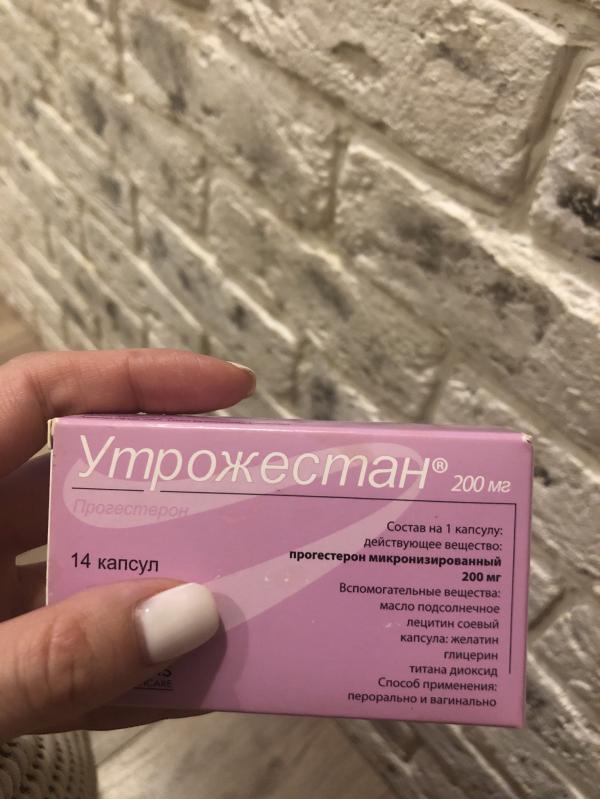 Утрожестан® 200 мг
Прогестерон
14 капсул
Состав на 1 капсулу:
действующее вещество:
прогестерон микронизированный
200 мг
Вспомогательные вещества:
масло подсолнечное
лецитин соевый
капсула: желатин
глицерин
титана диоксид
Способ применения:
перорально и вагинально